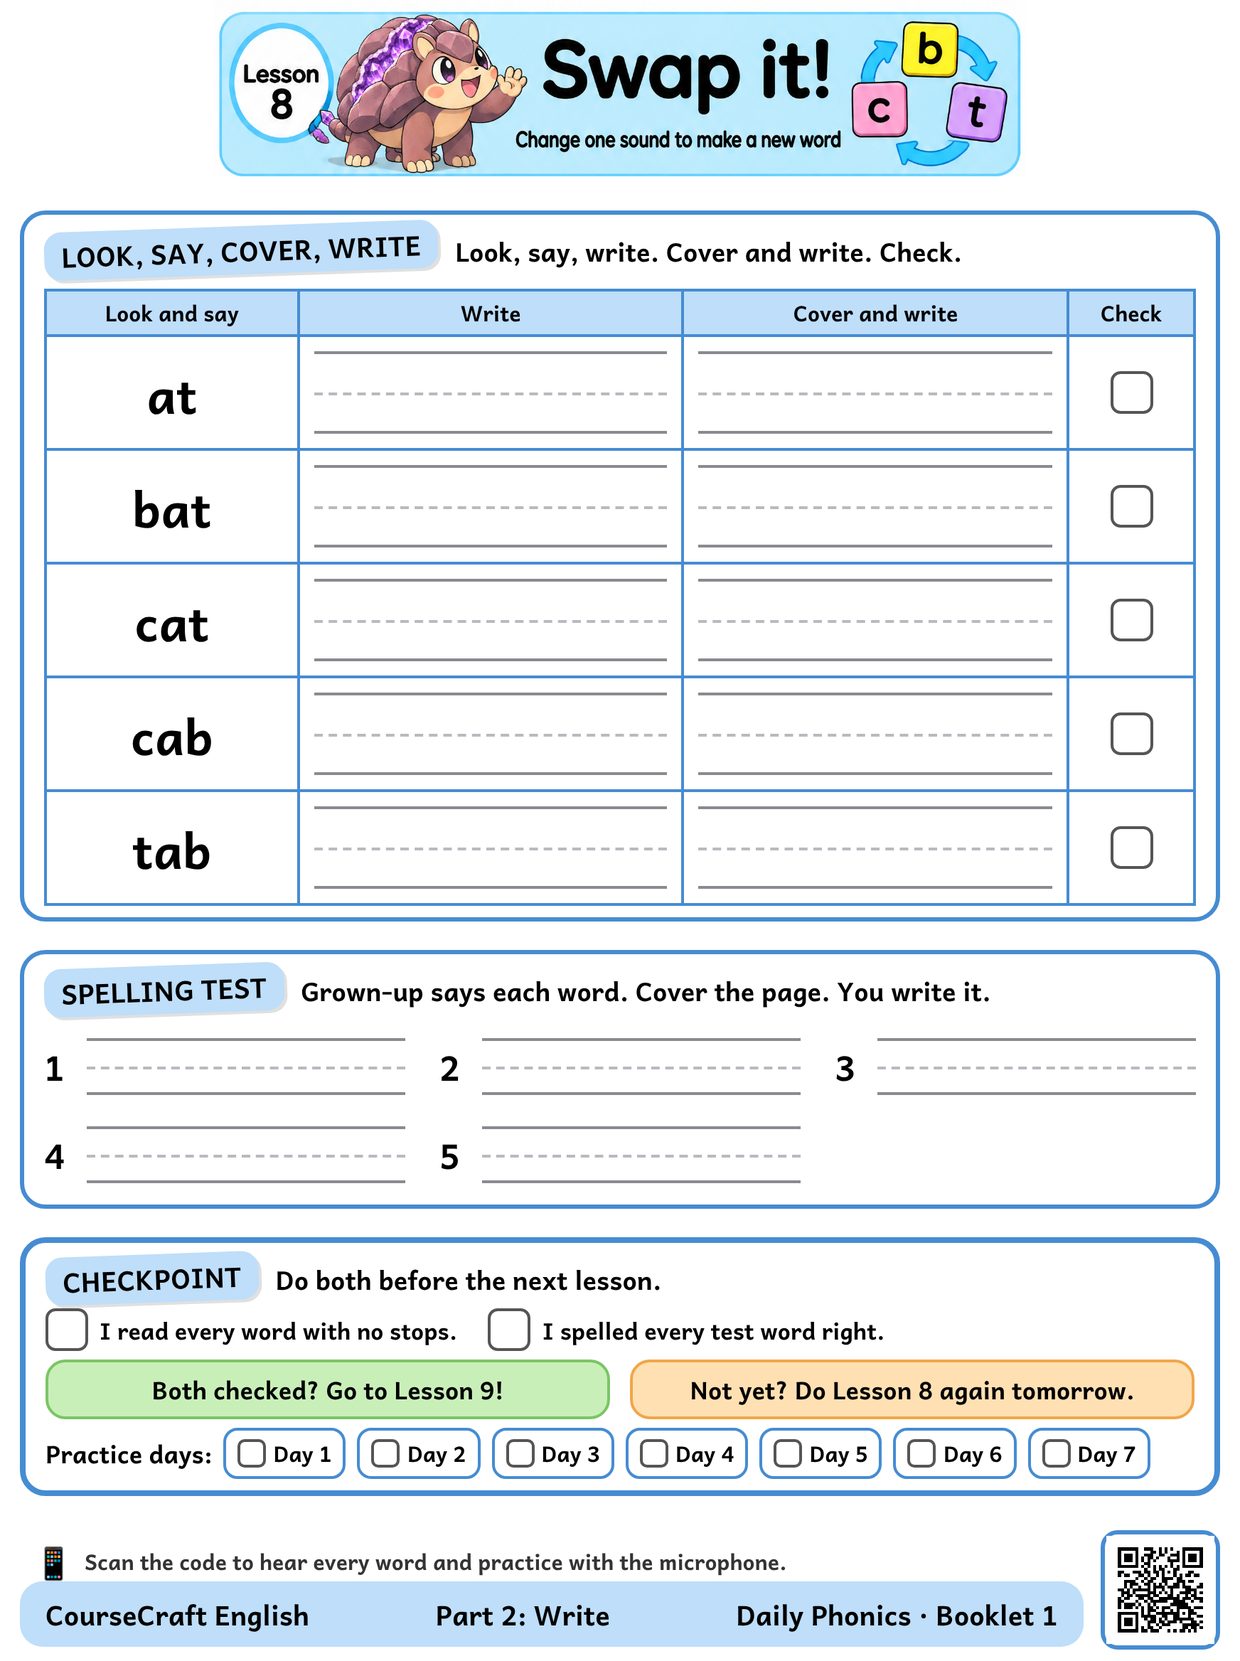 Lesson
8
Swap it!
Change one sound to make a new word
b
c
t
LOOK, SAY, COVER, WRITE
Look, say, write. Cover and write. Check.
Look and say
Write
Cover and write
Check
at
bat
cat
cab
tab
SPELLING TEST
Grown-up says each word. Cover the page. You write it.
1
2
3
4
5
CHECKPOINT
Do both before the next lesson.
I read every word with no stops.
I spelled every test word right.
Both checked? Go to Lesson 9!
Not yet? Do Lesson 8 again tomorrow.
Practice days:
Day 1
Day 2
Day 3
Day 4
Day 5
Day 6
Day 7
Scan the code to hear every word and practice with the microphone.
CourseCraft English
Part 2: Write
Daily Phonics · Booklet 1